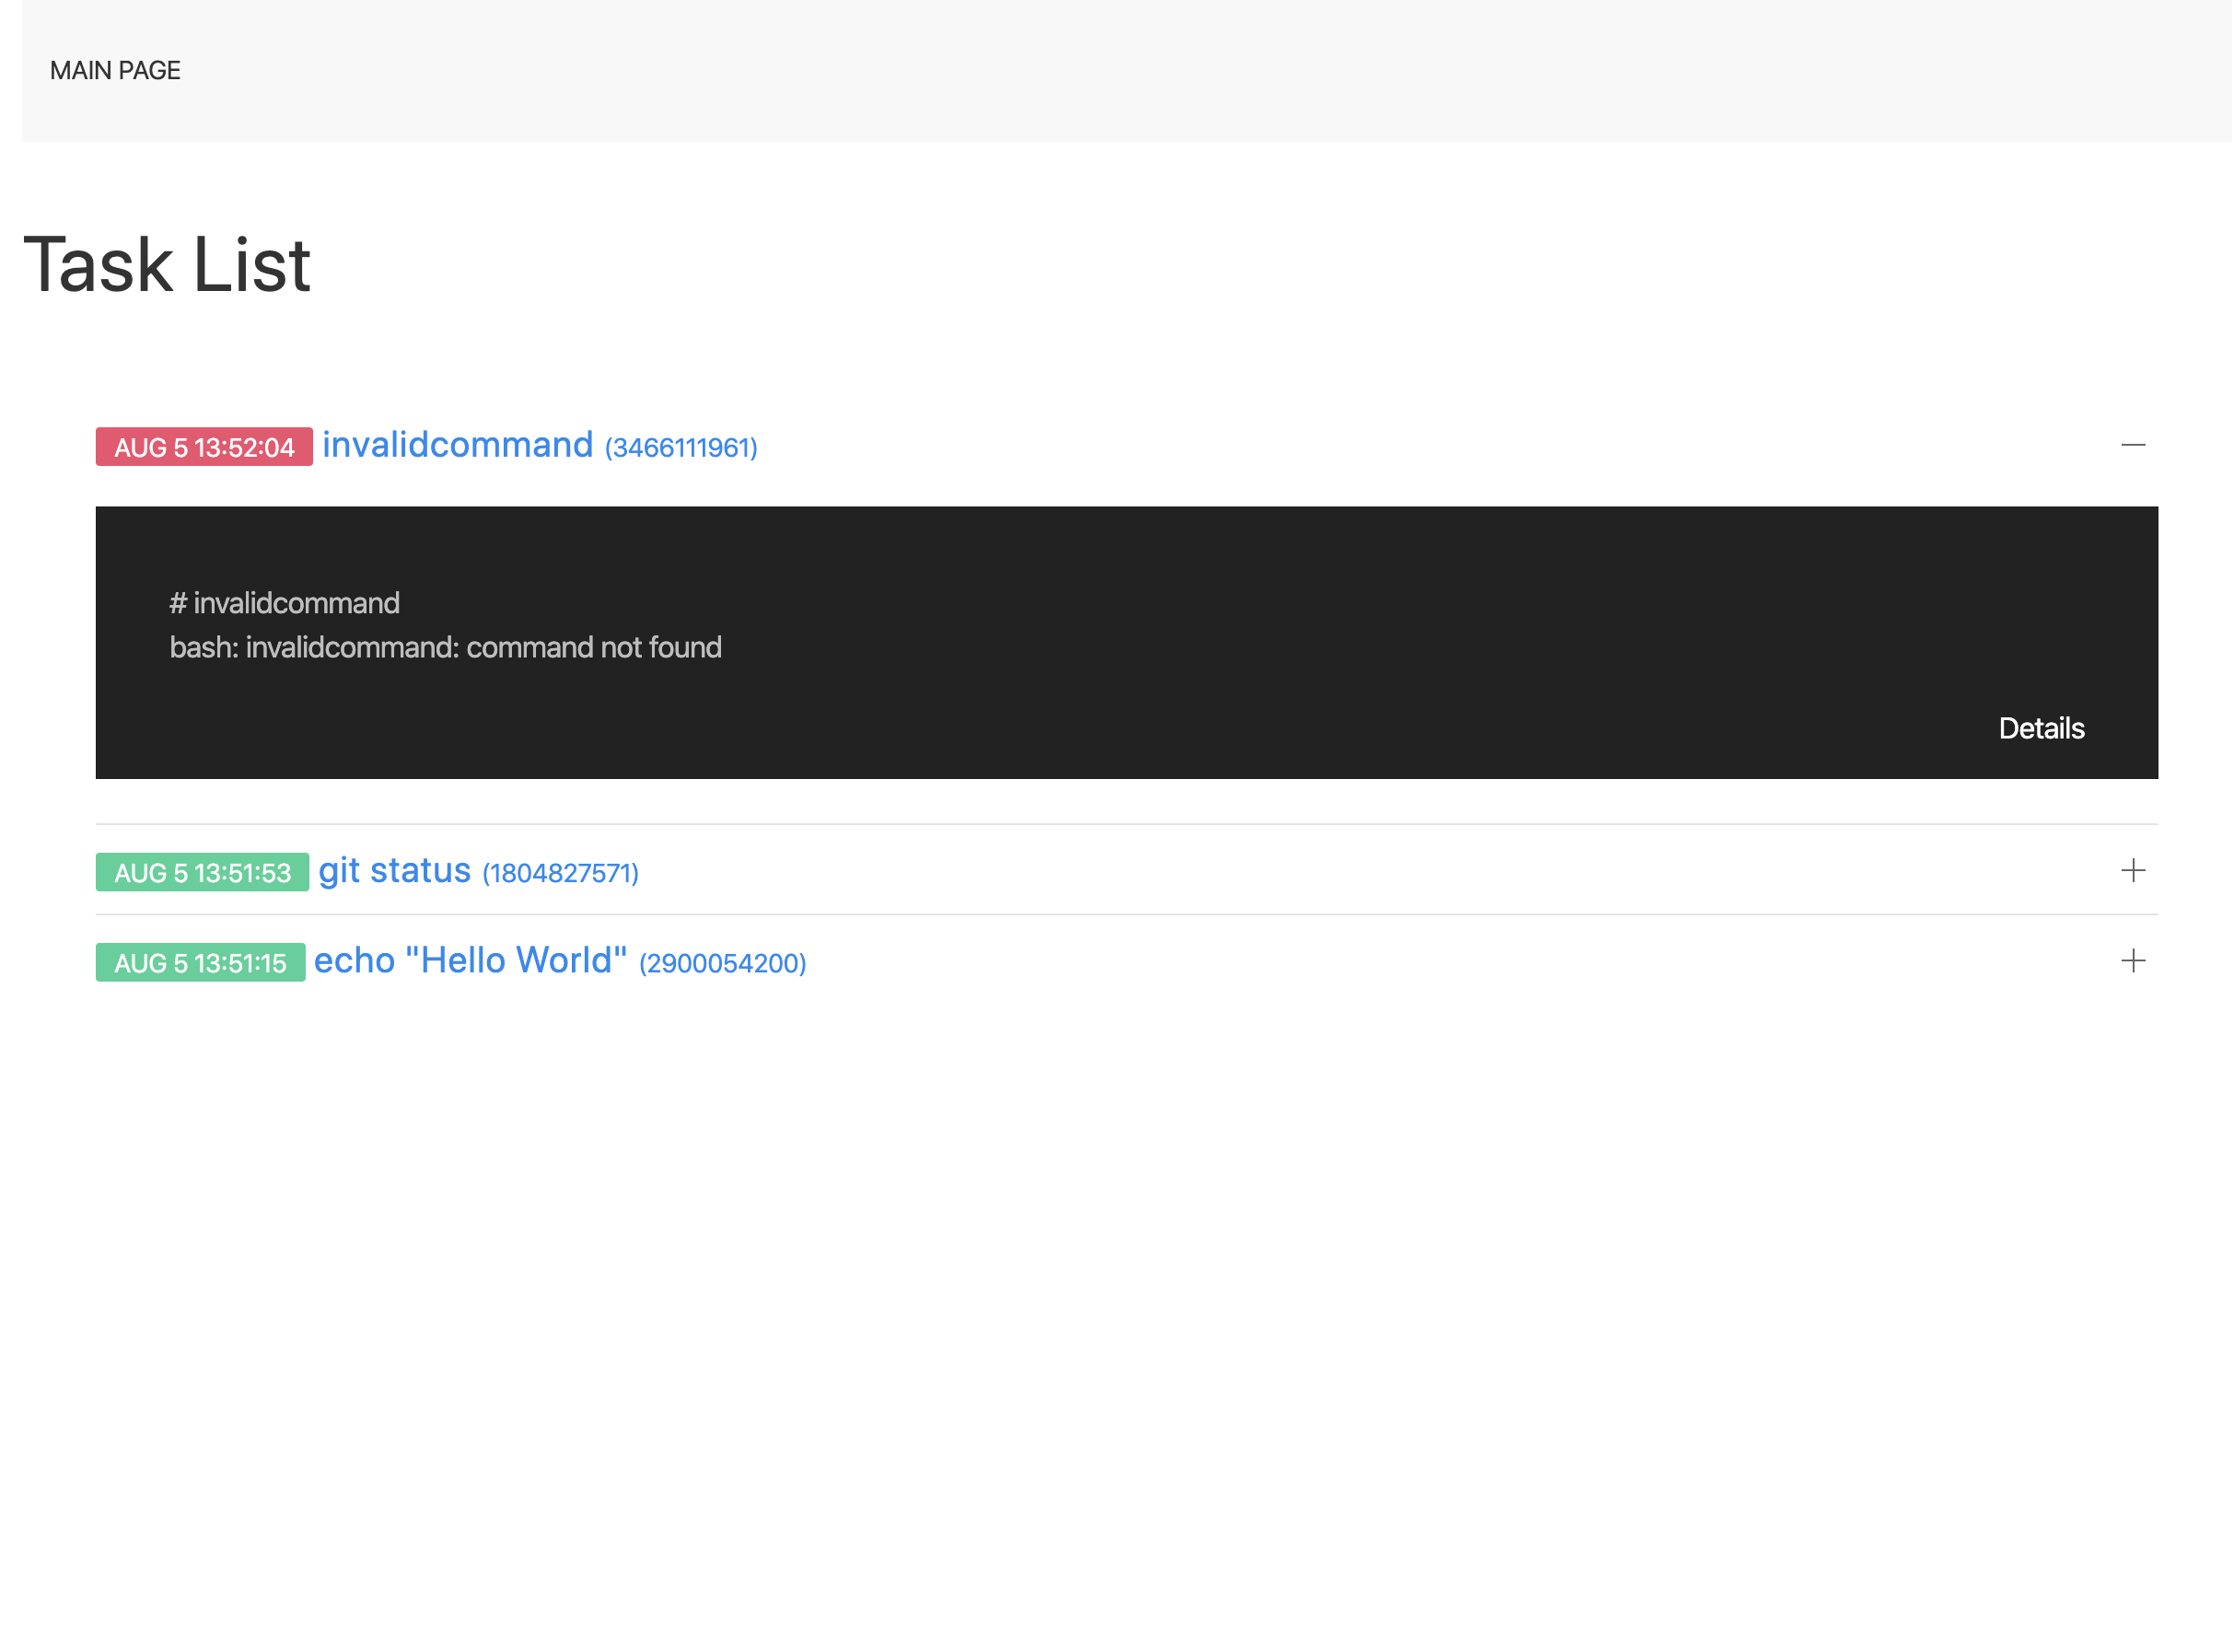 MAIN PAGE
Task List
AUG 5 13:52:04 invalidcommand (3466111961)
# invalidcommand
bash: invalidcommand: command not found
Details
AUG 5 13:51:53 git status (1804827571)
AUG 5 13:51:15 echo "Hello World" (2900054200)